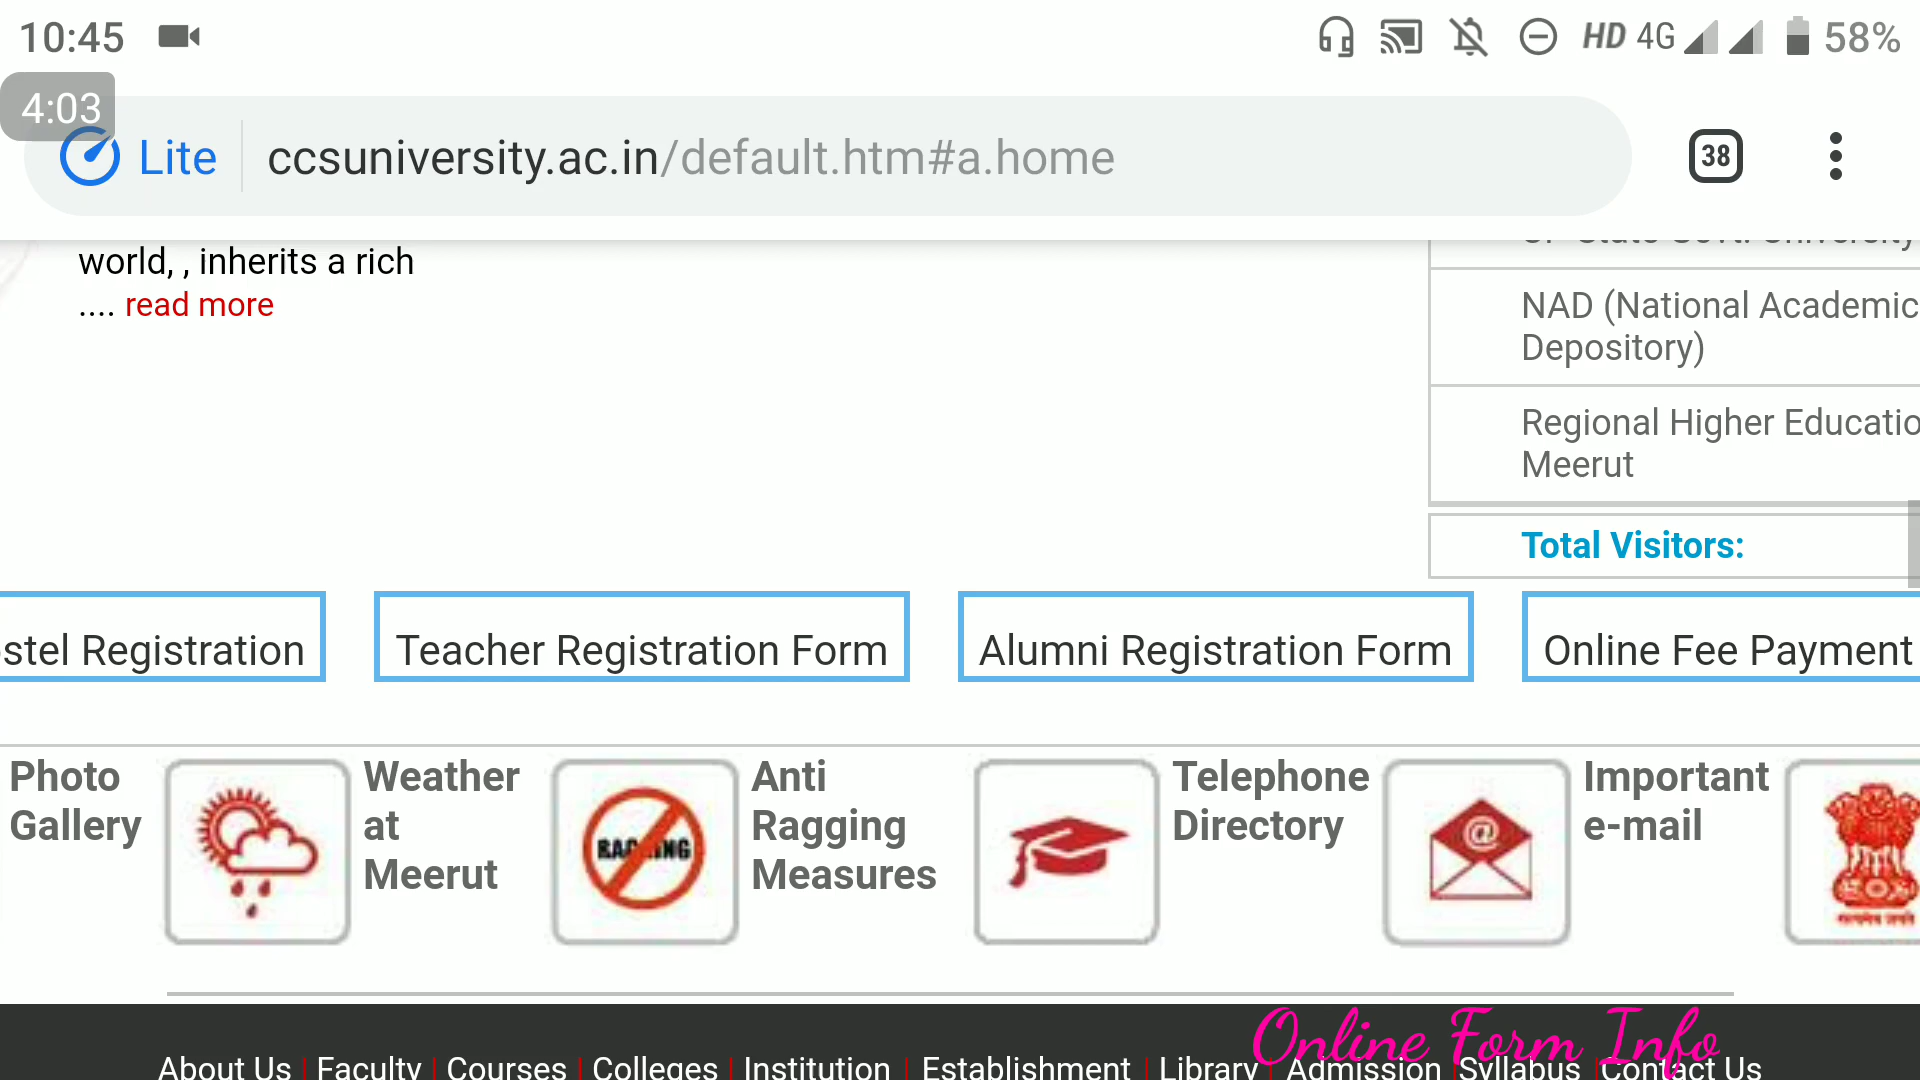 10:45 HD 4G 58%
4:03
Lite ccsuniversity.ac.in/default.htm#a.home 38
world, , inherits a rich
.... read more
NAD (National Academic
Depository)
Regional Higher Educatio
Meerut
Total Visitors:
stel Registration
Teacher Registration Form
Alumni Registration Form
Online Fee Payment
Photo
Gallery
Weather
at
Meerut
Anti
Ragging
Measures
Telephone
Directory
@
Important
e-mail
Online Form Info
About Us | Faculty | Courses | Colleges | Institution | Establishment | Library | Admission | Syllabus | Contact Us